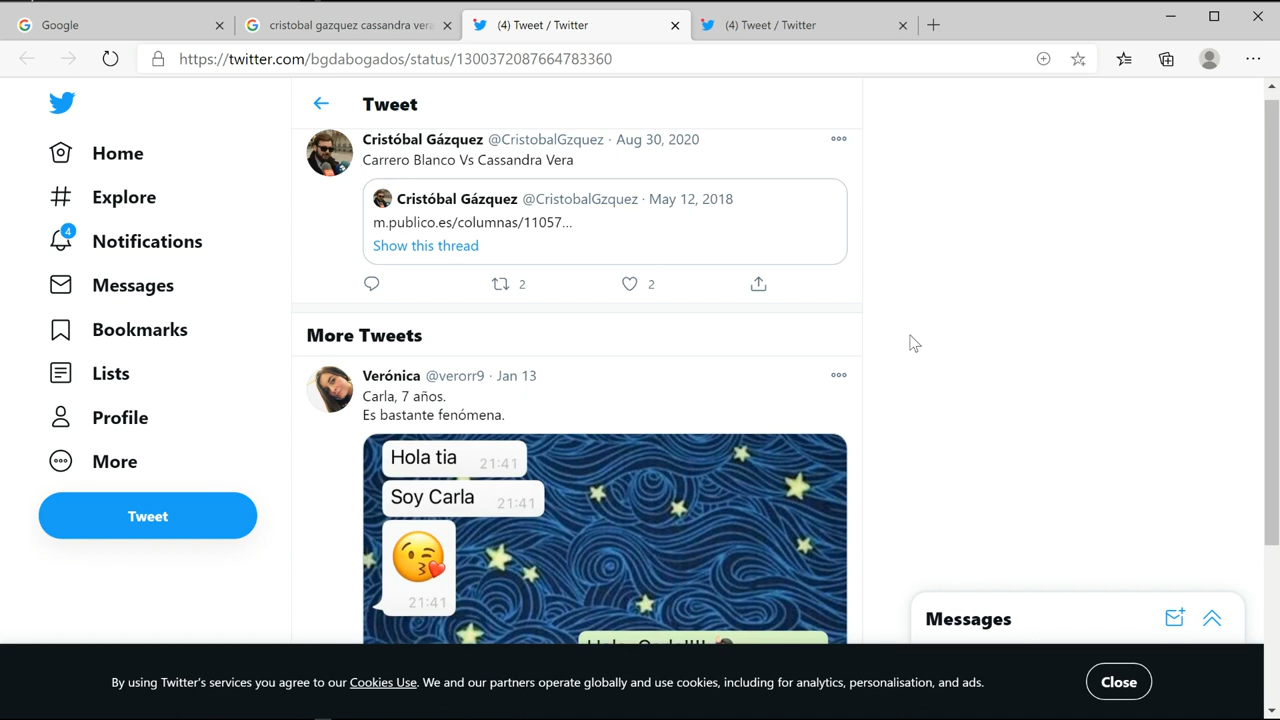 Google
cristobal gazquez cassandra vera
(4) Tweet / Twitter
(4) Tweet / Twitter
https://twitter.com/bgdabogados/status/1300372087664783360
Tweet
Cristóbal Gázquez @CristobalGzquez · Aug 30, 2020
Carrero Blanco Vs Cassandra Vera
Cristóbal Gázquez @CristobalGzquez · May 12, 2018
m.publico.es/columnas/11057...
Show this thread
2
2
More Tweets
Verónica @verorr9 · Jan 13
Carla, 7 años.
Es bastante fenómena.
Hola tia 21:41
Soy Carla 21:41
21:41
4
Home
Explore
Notifications
Messages
Bookmarks
Lists
Profile
More
Tweet
Messages
By using Twitter's services you agree to our Cookies Use. We and our partners operate globally and use cookies, including for analytics, personalisation, and ads.
Close